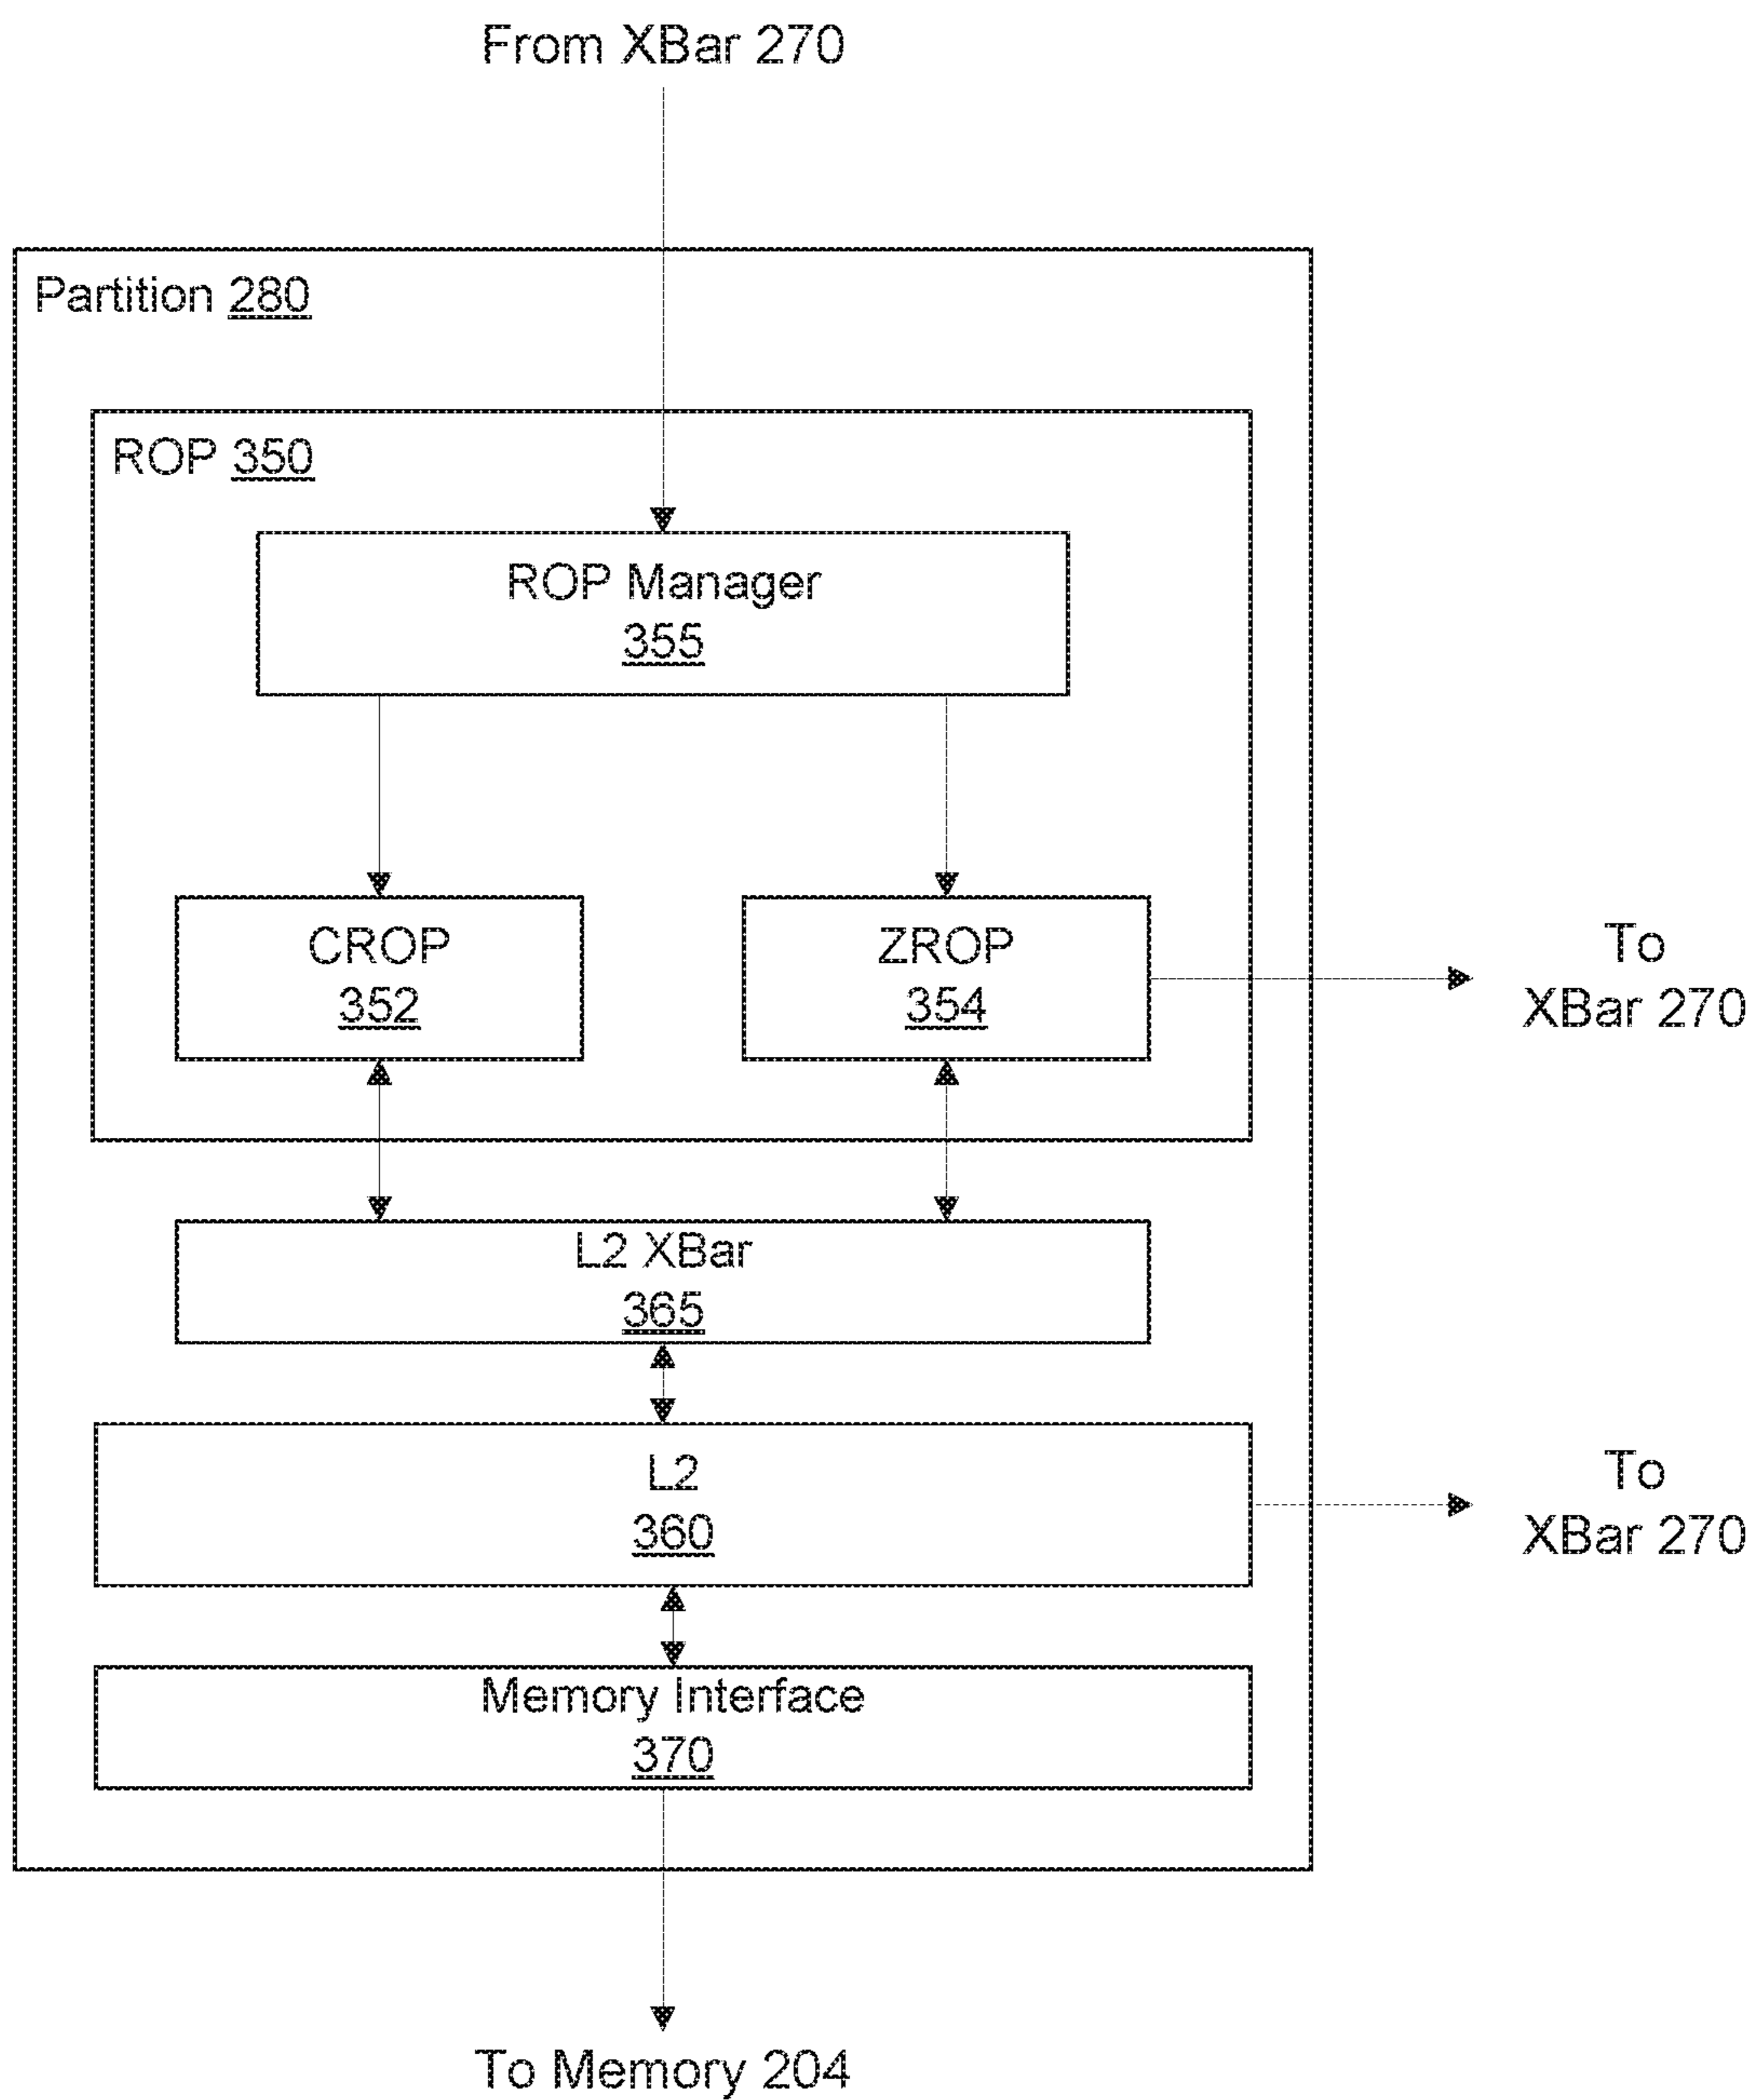 From XBar 270
Partition 280
ROP 350
ROP Manager
355
CROP
352
ZROP
354
To
XBar 270
L2 XBar
365
L2
360
To
XBar 270
Memory Interface
370
To Memory 204